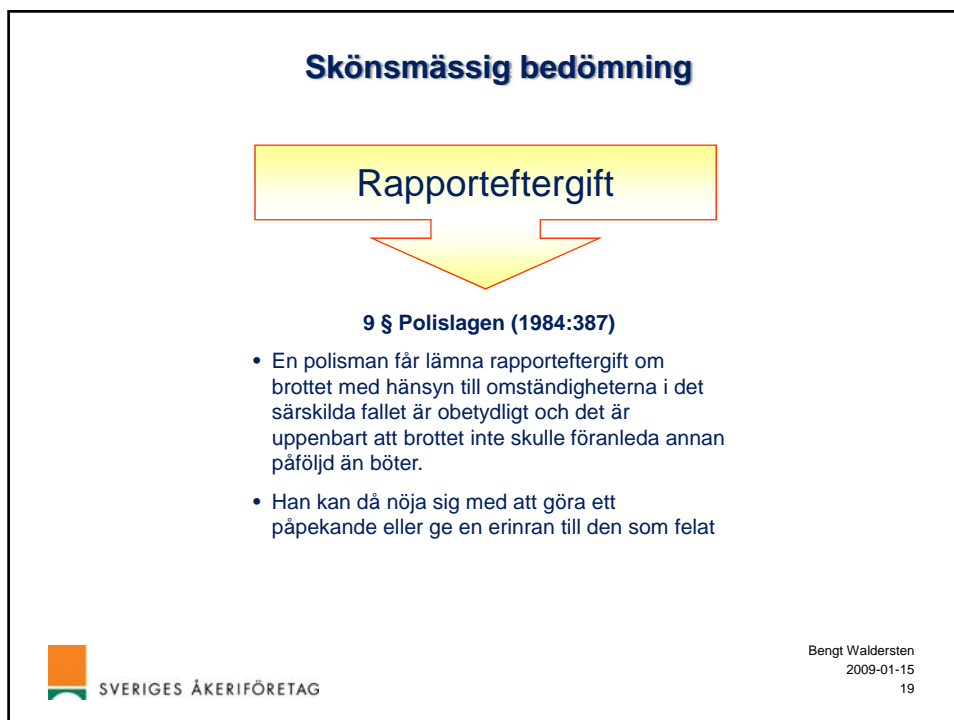 Skönsmässig bedömning
Rapporteftergift
9 § Polislagen (1984:387)
• En polisman får lämna rapporteftergift om
brottet med hänsyn till omständigheterna i det
särskilda fallet är obetydligt och det är
uppenbart att brottet inte skulle föranleda annan
påföljd än böter.
• Han kan då nöja sig med att göra ett
påpekande eller ge en erinran till den som felat
SVERIGES ÅKERIFÖRETAG
Bengt Waldersten
2009-01-15
19